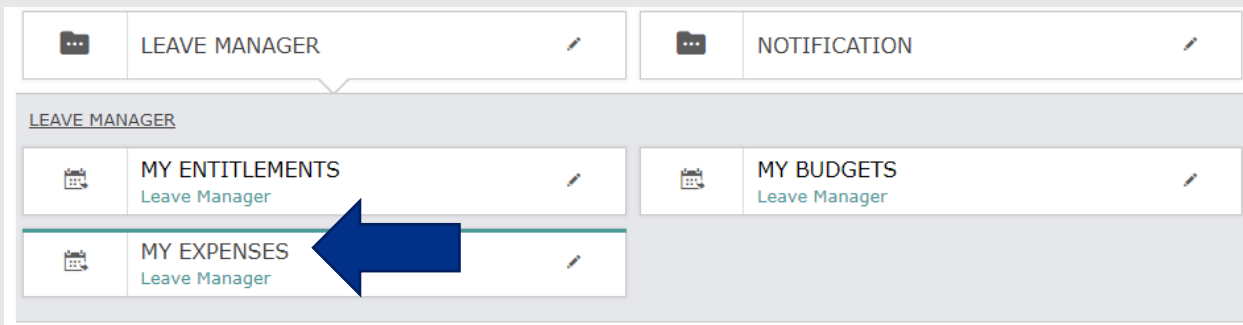 LEAVE MANAGER
NOTIFICATION
LEAVE MANAGER
MY ENTITLEMENTS
Leave Manager
MY BUDGETS
Leave Manager
MY EXPENSES
Leave Manager